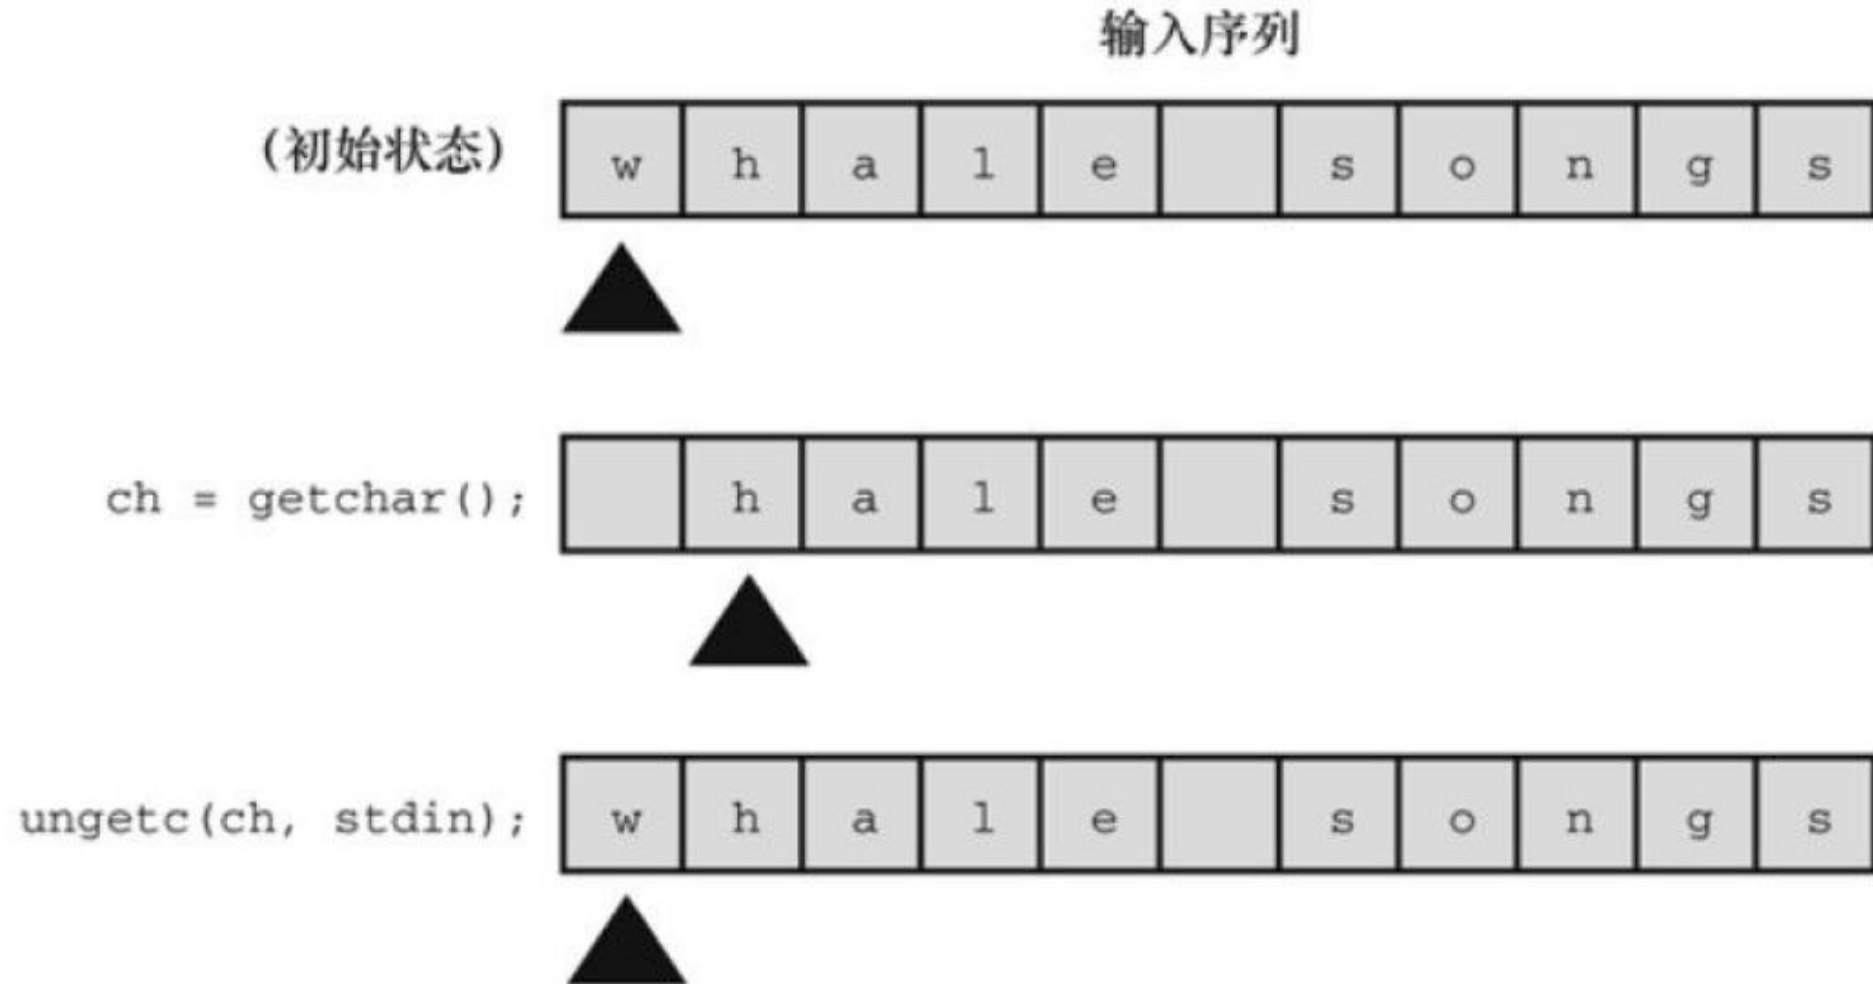 输入序列
(初始状态) w h a l e s o n g s
ch = getchar(); h a l e s o n g s
ungetc(ch, stdin); w h a l e s o n g s